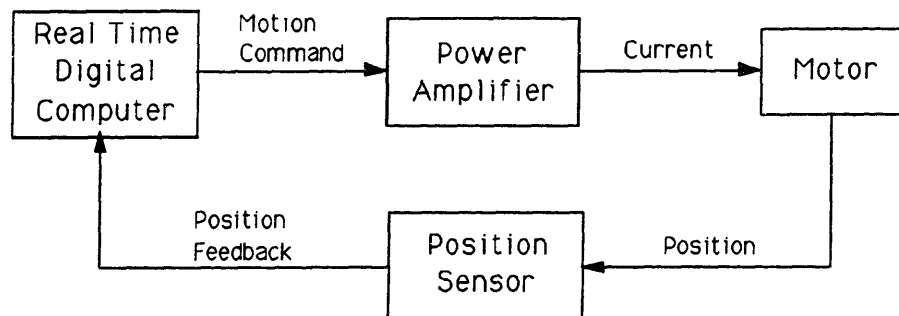 Real Time
Digital
Computer
Motion
Command
Power
Amplifier
Current
Motor
Position
Feedback
Position
Sensor
Position